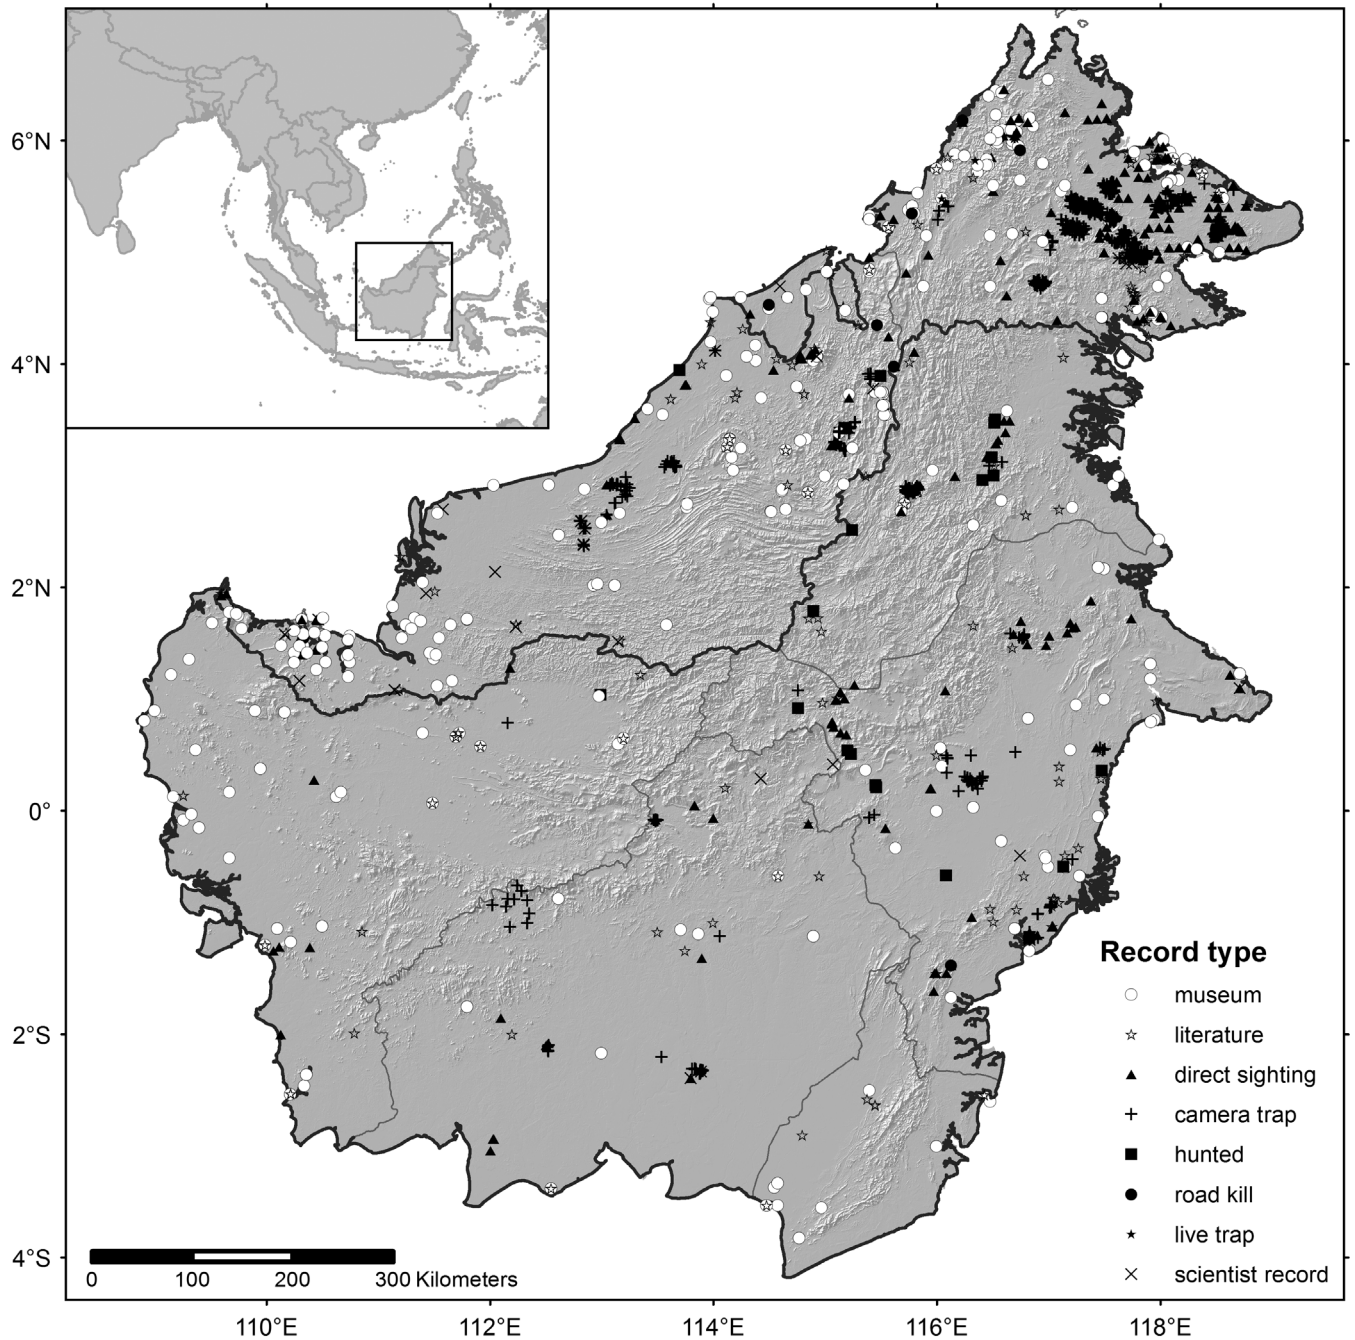 6°N
4°N
2°N
0°
2°S
4°S
Record type
museum
literature
direct sighting
camera trap
hunted
road kill
live trap
scientist record
0 100 200 300 Kilometers
110°E 112°E 114°E 116°E 118°E